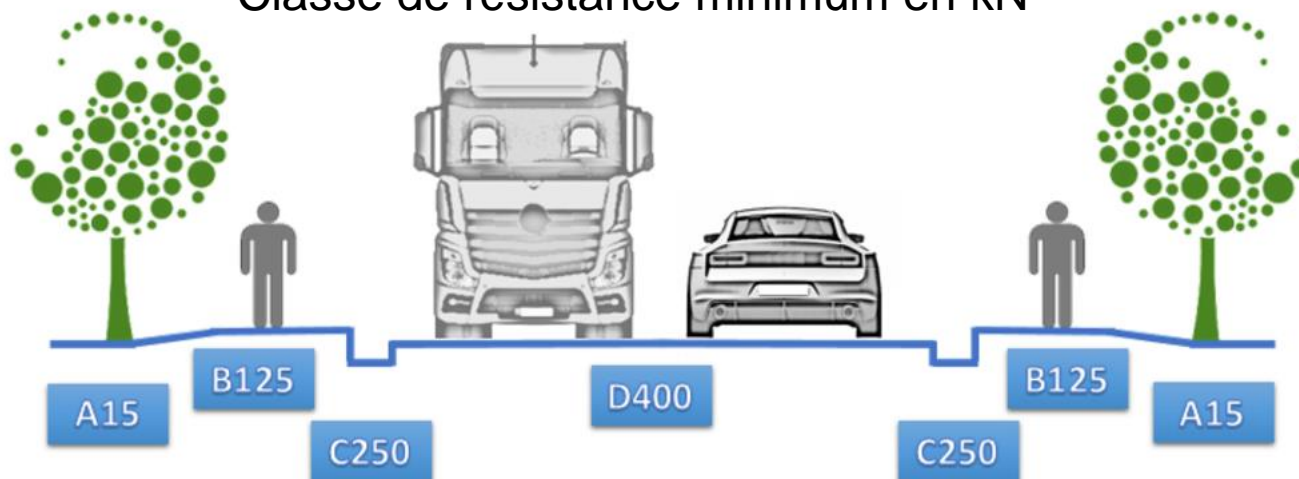 Classe de résistance minimum en kN
B125
B125
D400
A15
A15
C250
C250